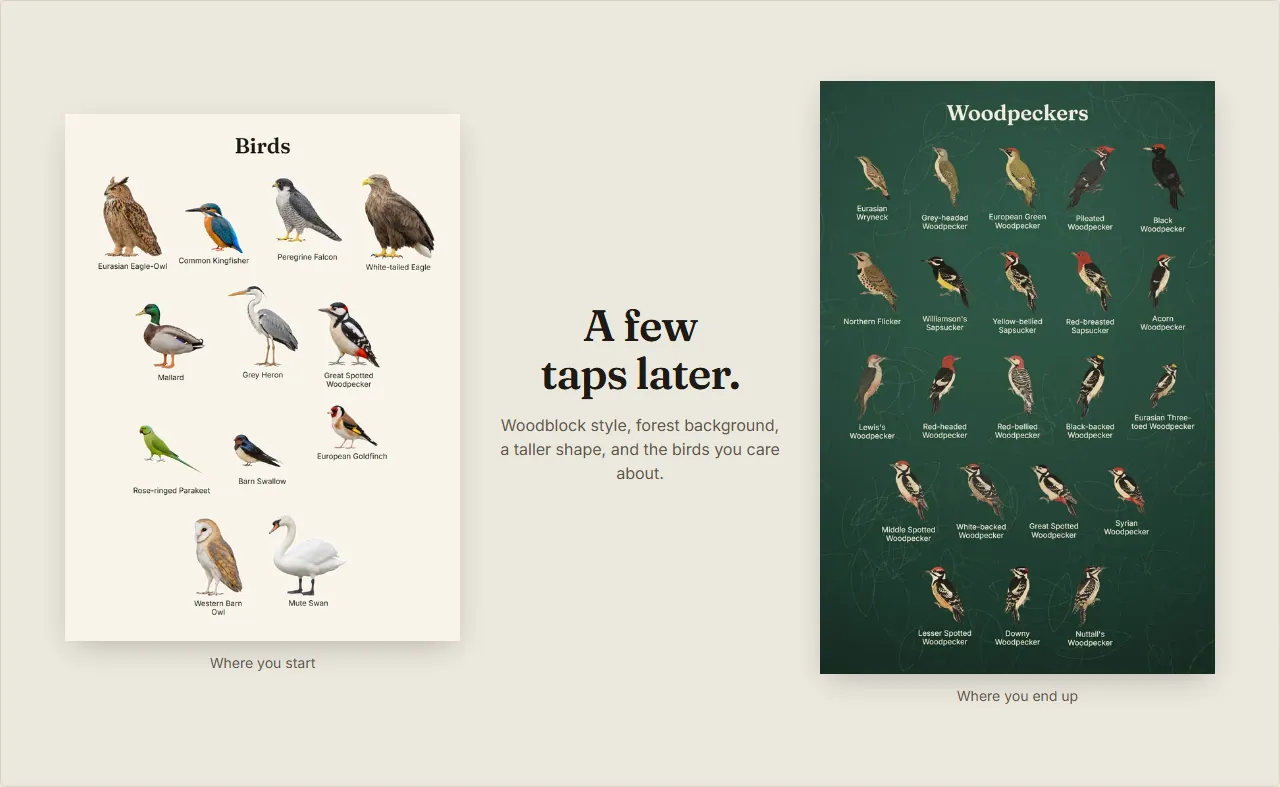 Birds
Eurasian Eagle-Owl
Common Kingfisher
Peregrine Falcon
White-tailed Eagle
Mallard
Grey Heron
Great Spotted
Woodpecker
Rose-ringed Parakeet
Barn Swallow
European Goldfinch
Western Barn
Owl
Mute Swan
Where you start
A few
taps later.
Woodblock style, forest background,
a taller shape, and the birds you care
about.
Woodpeckers
Eurasian
Wryneck
Grey-headed
Woodpecker
European Green
Woodpecker
Pileated
Woodpecker
Black
Woodpecker
Northern Flicker
Williamson's
Sapsucker
Yellow-bellied
Sapsucker
Red-breasted
Sapsucker
Acorn
Woodpecker
Lewis's
Woodpecker
Red-headed
Woodpecker
Red-bellied
Woodpecker
Black-backed
Woodpecker
Eurasian Three-
toed Woodpecker
Middle Spotted
Woodpecker
White-backed
Woodpecker
Great Spotted
Woodpecker
Syrian
Woodpecker
Lesser Spotted
Woodpecker
Downy
Woodpecker
Nuttall's
Woodpecker
Where you end up